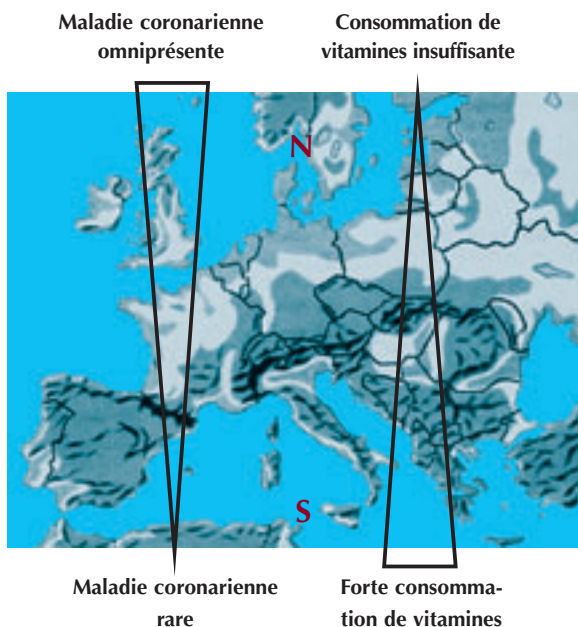 Maladie coronarienne
omniprésente
Consommation de
vitamines insuffisante
N
S
Maladie coronarienne
rare
Forte consomma-
tion de vitamines